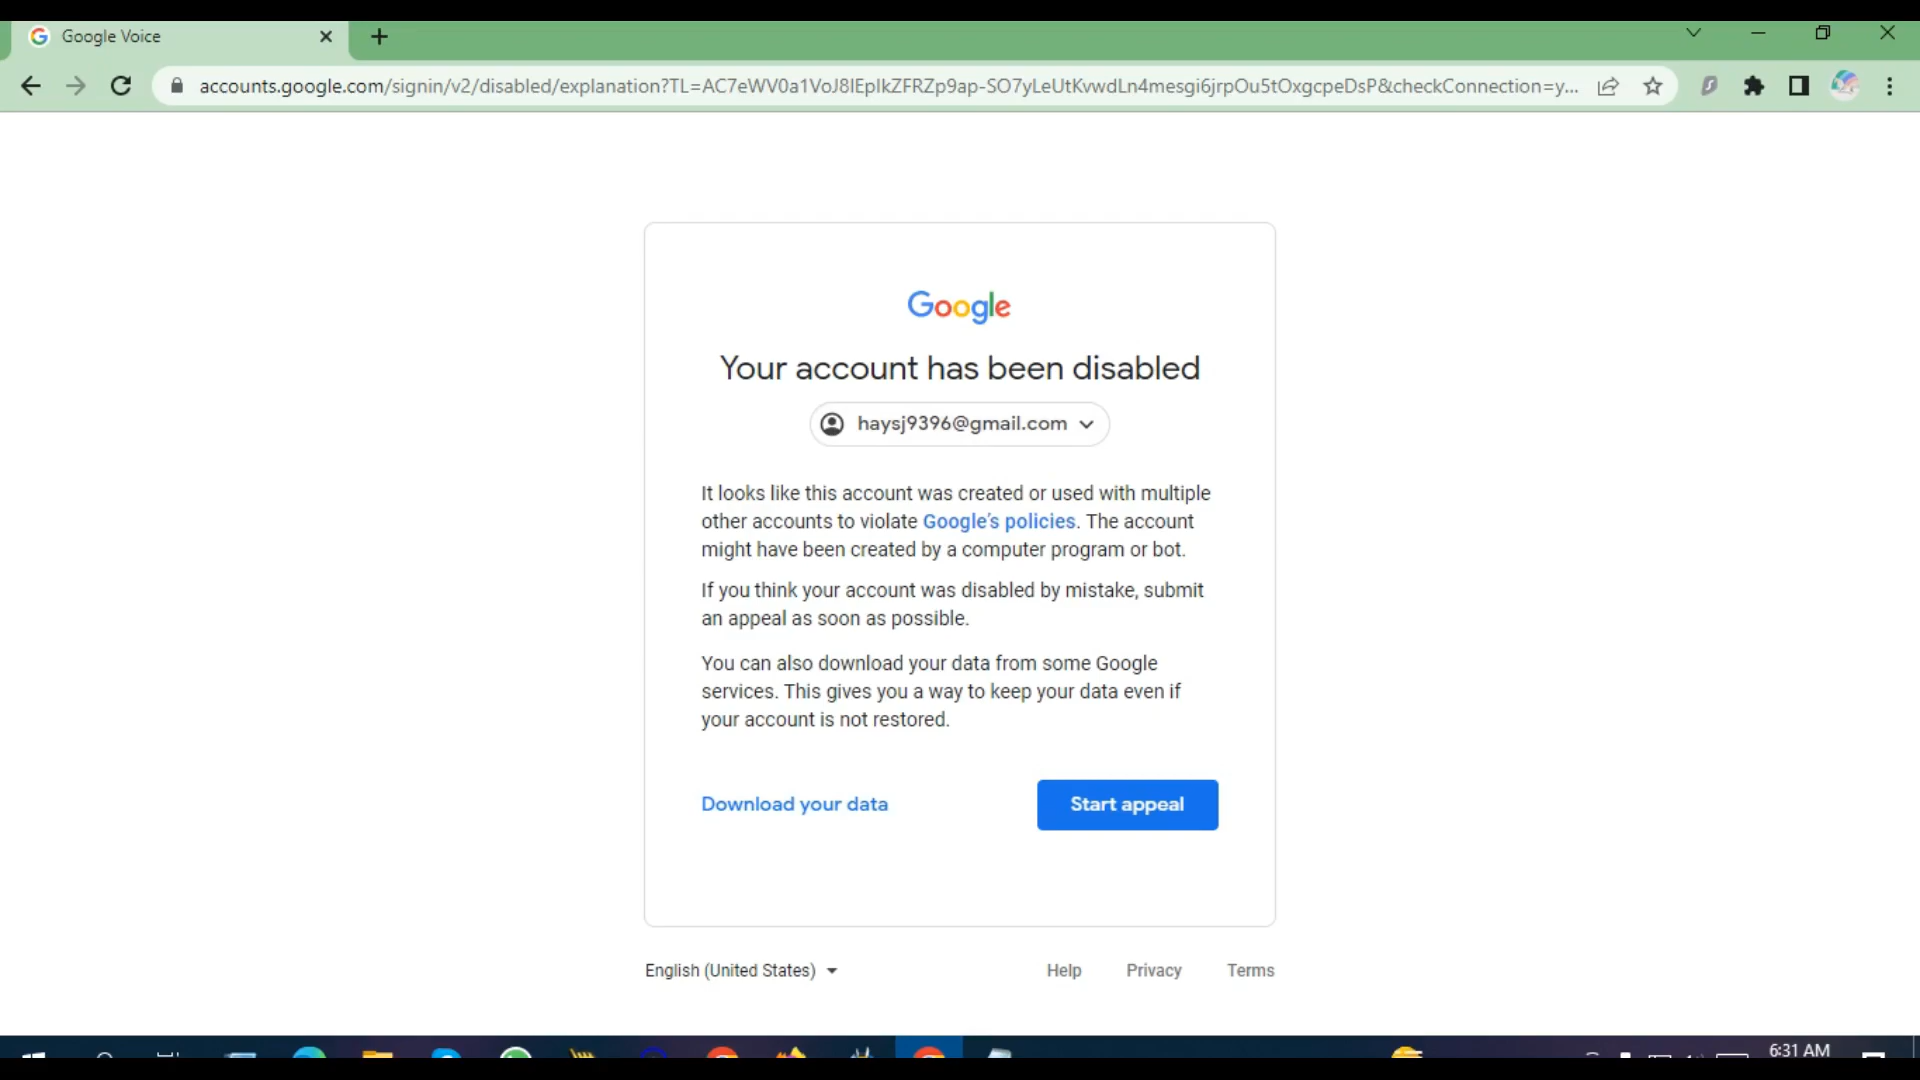 Google Voice
accounts.google.com/signin/v2/disabled/explanation?TL=AC7eWV0a1VoJ8IEpIkZFRZp9ap-SO7yLeUtKvwdLn4mesgi6jrpOu5tOxgcpeDsP&checkConnection=y...
Google
Your account has been disabled
haysj9396@gmail.com
It looks like this account was created or used with multiple
other accounts to violate Google's policies. The account
might have been created by a computer program or bot.
If you think your account was disabled by mistake, submit
an appeal as soon as possible.
You can also download your data from some Google
services. This gives you a way to keep your data even if
your account is not restored.
Download your data Start appeal
English (United States) Help Privacy Terms
6:31 AM